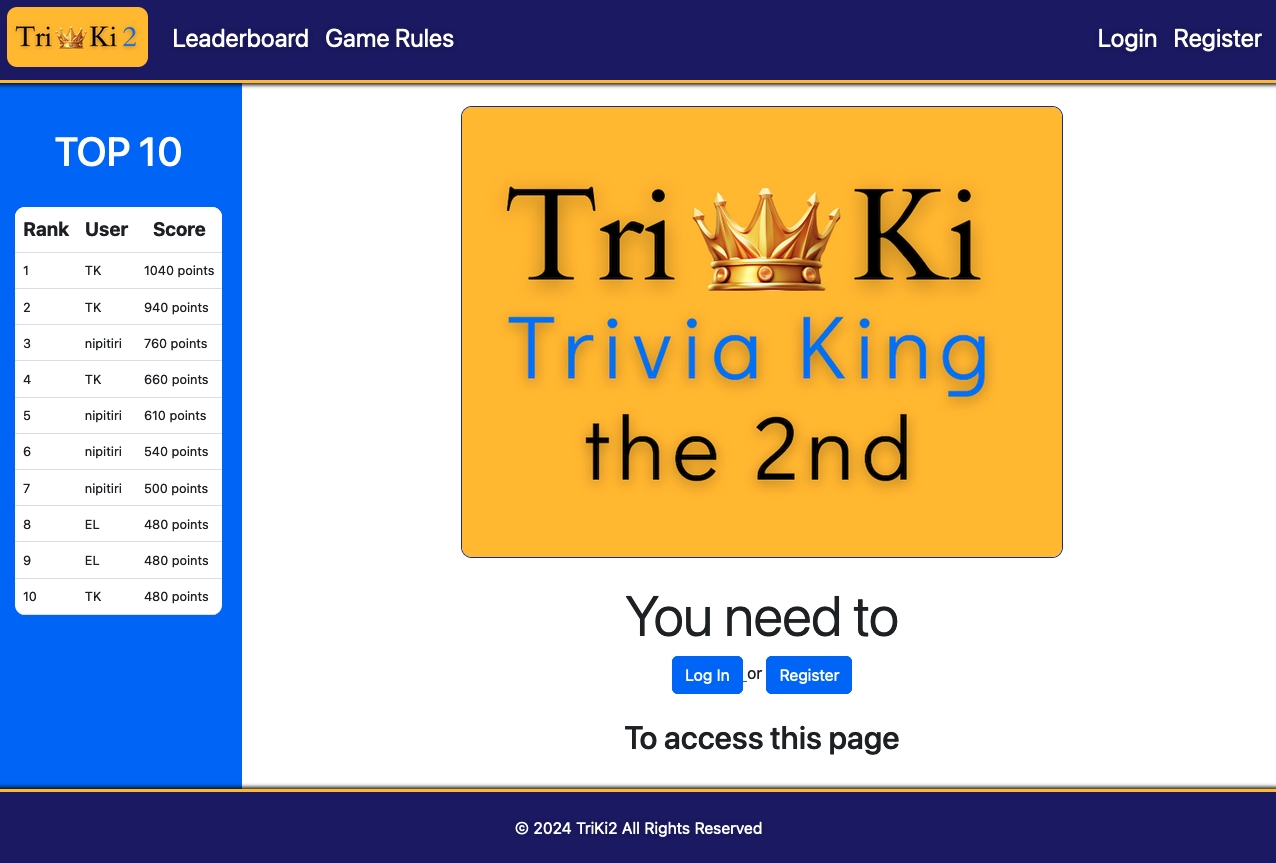 Tri Ki 2 Leaderboard Game Rules Login Register
TOP 10
Rank User Score
1 TK 1040 points
2 TK 940 points
3 nipitiri 760 points
4 TK 660 points
5 nipitiri 610 points
6 nipitiri 540 points
7 nipitiri 500 points
8 EL 480 points
9 EL 480 points
10 TK 480 points
Tri Ki
Trivia King
the 2nd
You need to
Log In or Register
To access this page
© 2024 TriKi2 All Rights Reserved